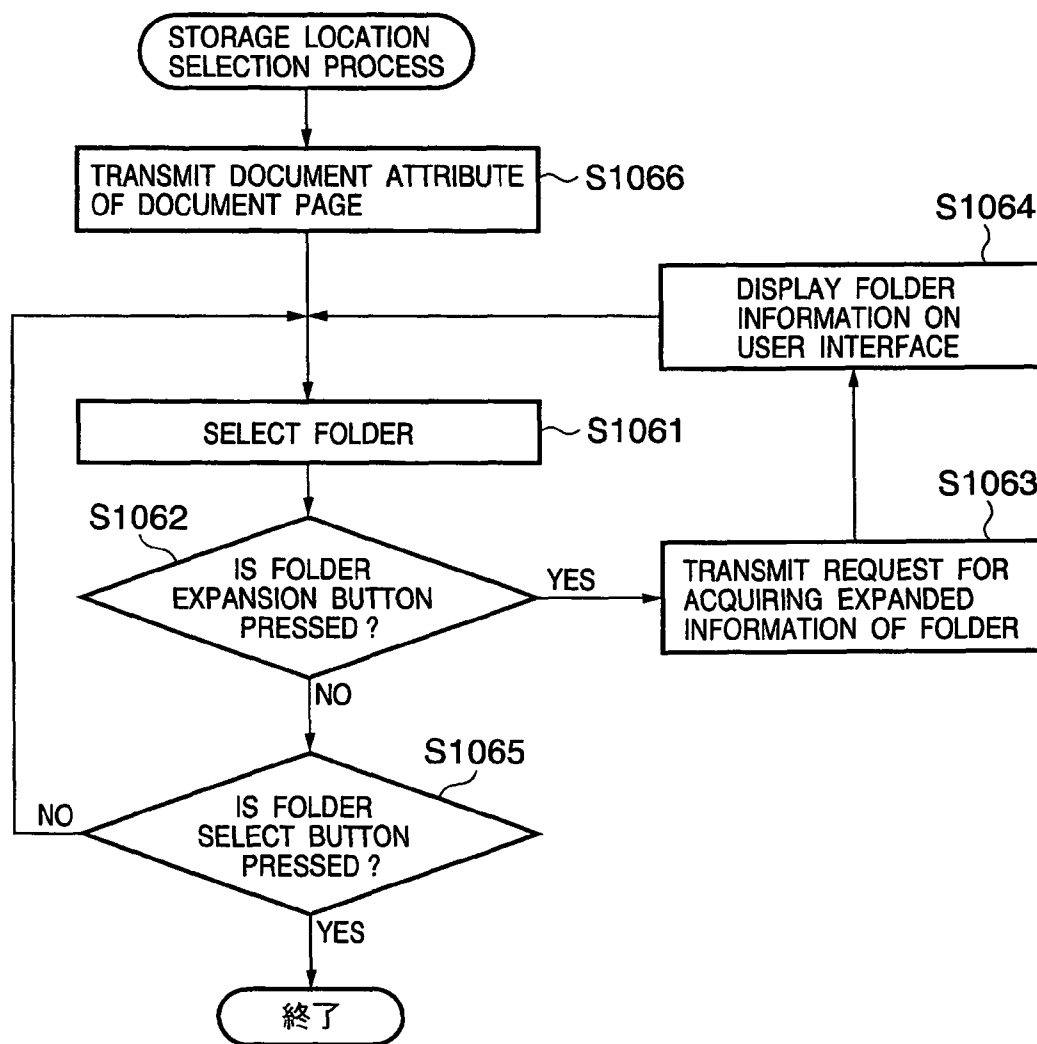 STORAGE LOCATION
SELECTION PROCESS
TRANSMIT DOCUMENT ATTRIBUTE
OF DOCUMENT PAGE
S1066
S1064
DISPLAY FOLDER
INFORMATION ON
USER INTERFACE
SELECT FOLDER
S1061
S1062
IS FOLDER
EXPANSION BUTTON
PRESSED ?
YES
S1063
TRANSMIT REQUEST FOR
ACQUIRING EXPANDED
INFORMATION OF FOLDER
NO
S1065
NO
IS FOLDER
SELECT BUTTON
PRESSED ?
YES
終了